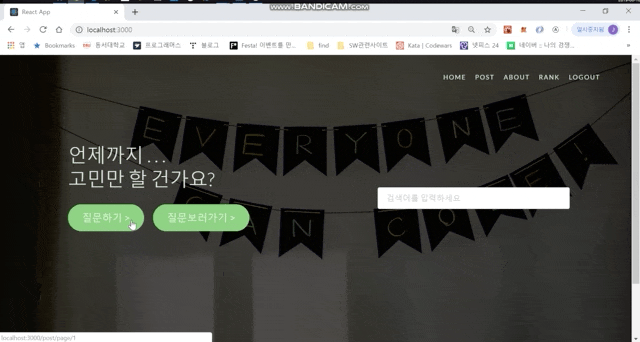 www.BANDICAM.com
React App
localhost:3000
열시중지됨
앱
Bookmarks
동서대학교
프로그래머스
블로그
Festa! 이벤트를 만...
find
SW관련사이트
Kata | Codewars
넷피스 24
네이버 :: 나의 경쟁...
HOME POST ABOUT RANK LOGOUT
EVERYONE
CAN CODE!
언제까지...
고민만 할 건가요?
검색어를 입력하세요
질문하기 >
질문보러가기 >
localhost:3000/post/page/1